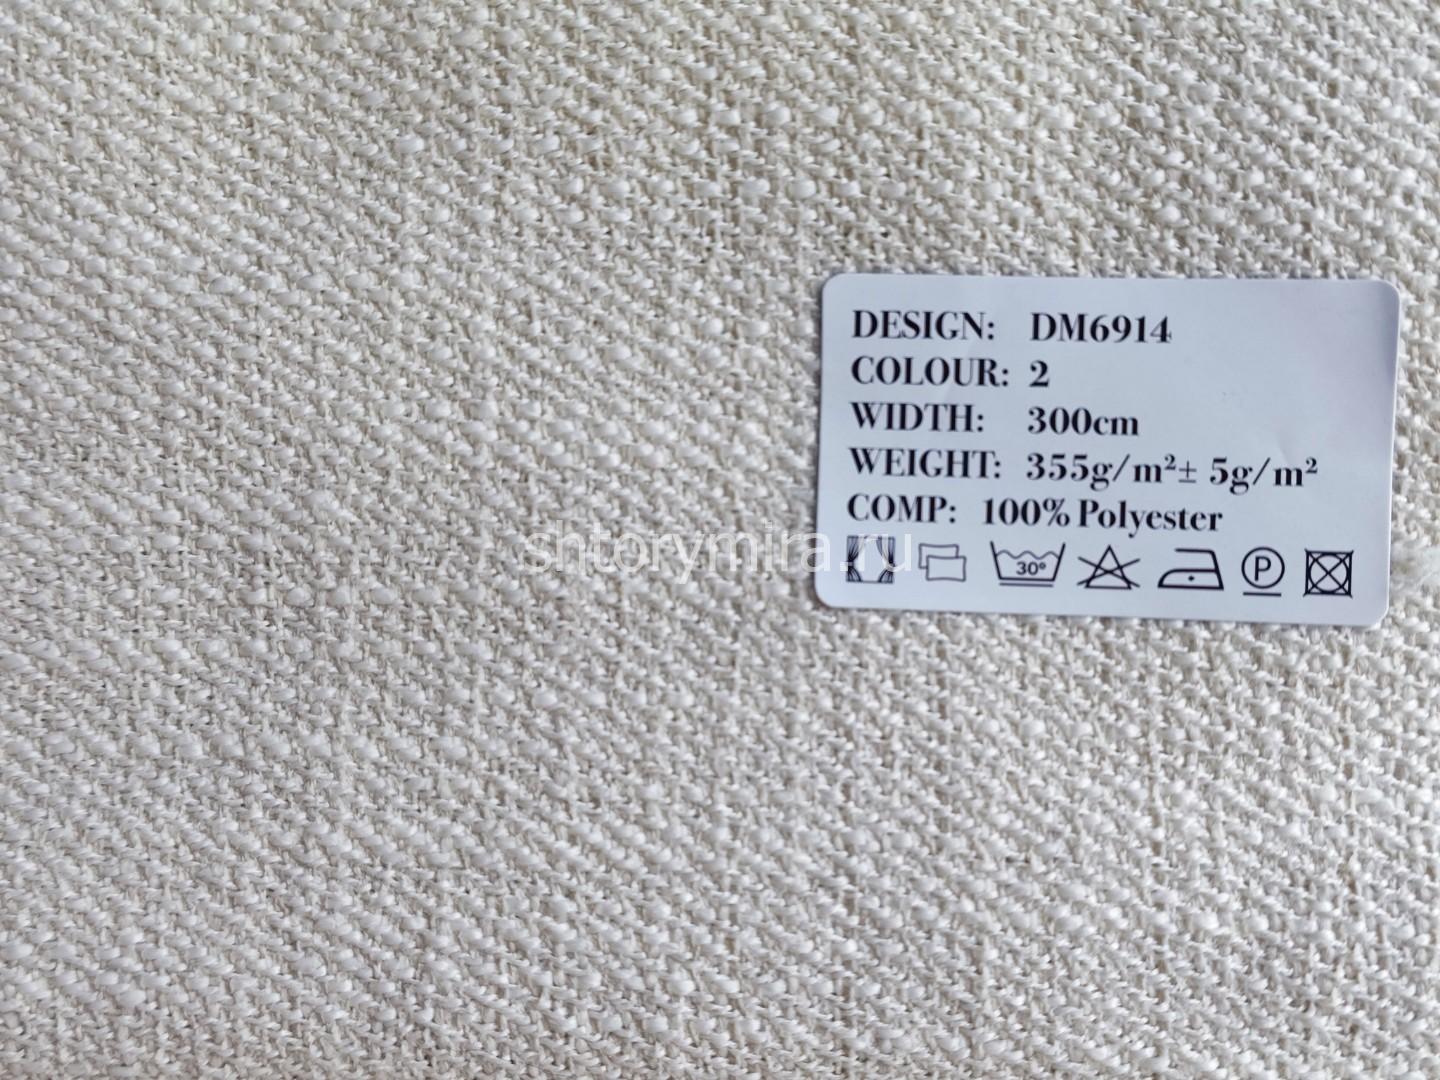 DESIGN: DM6914
COLOUR: 2
WIDTH: 300cm
WEIGHT: 355g/m²± 5g/m²
COMP: 100% Polyester
shtorymira.ru
30° P